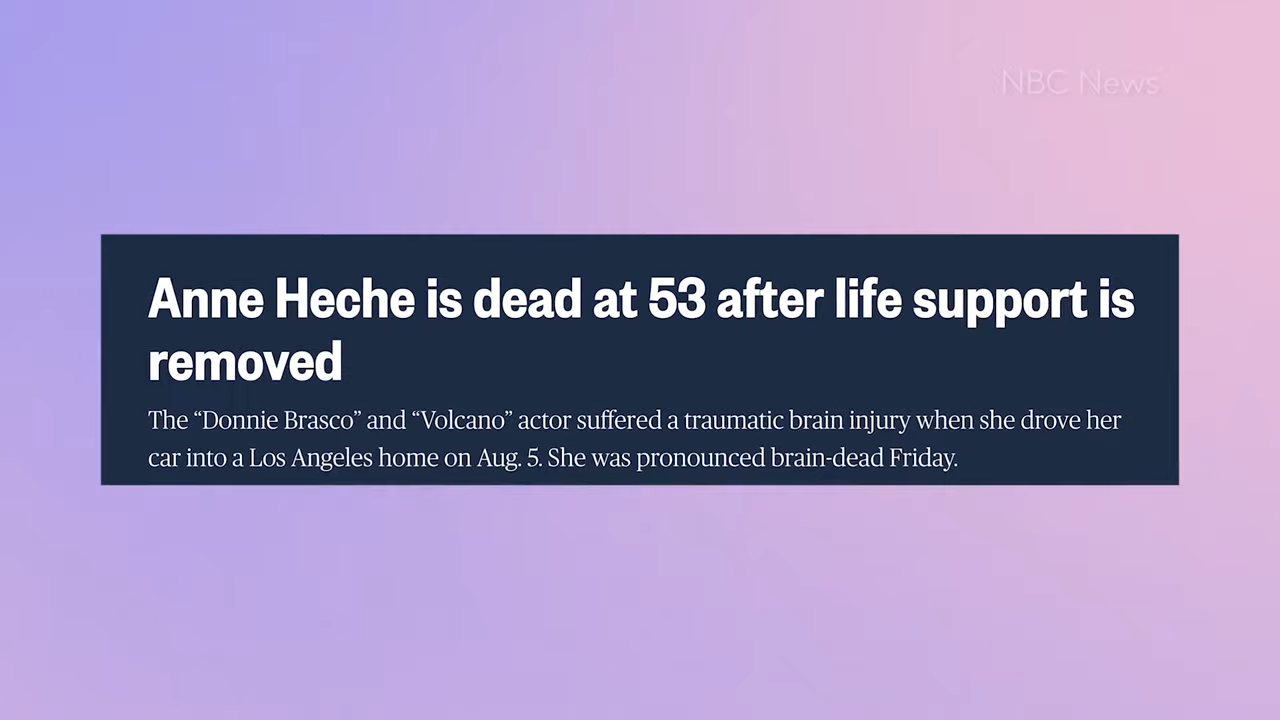 NBC News
Anne Heche is dead at 53 after life support is
removed
The “Donnie Brasco” and “Volcano” actor suffered a traumatic brain injury when she drove her
car into a Los Angeles home on Aug. 5. She was pronounced brain-dead Friday.